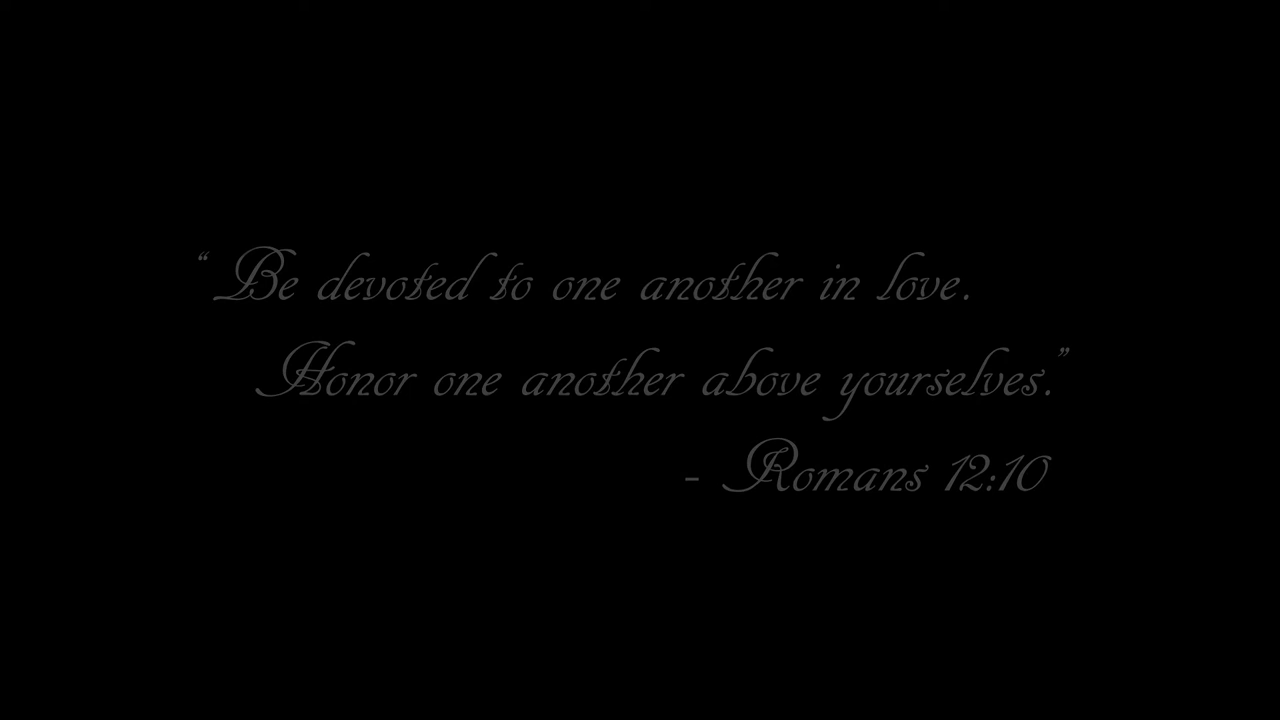 “Be devoted to one another in love.
Honor one another above yourselves.”
- Romans 12:10